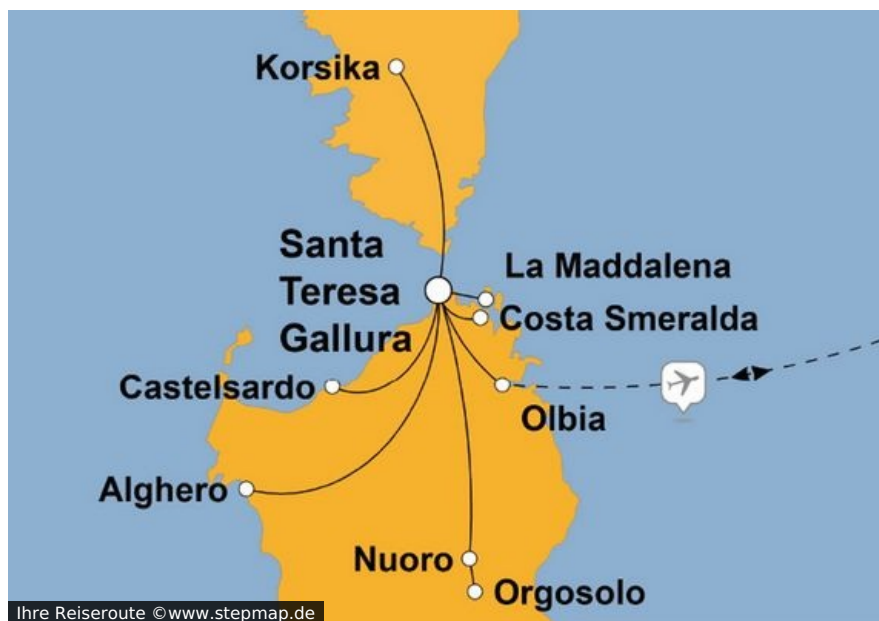 Korsika
Santa
Teresa
Gallura
La Maddalena
Costa Smeralda
Castelsardo
Olbia
Alghero
Nuoro
Orgosolo
Ihre Reiseroute ©www.stepmap.de